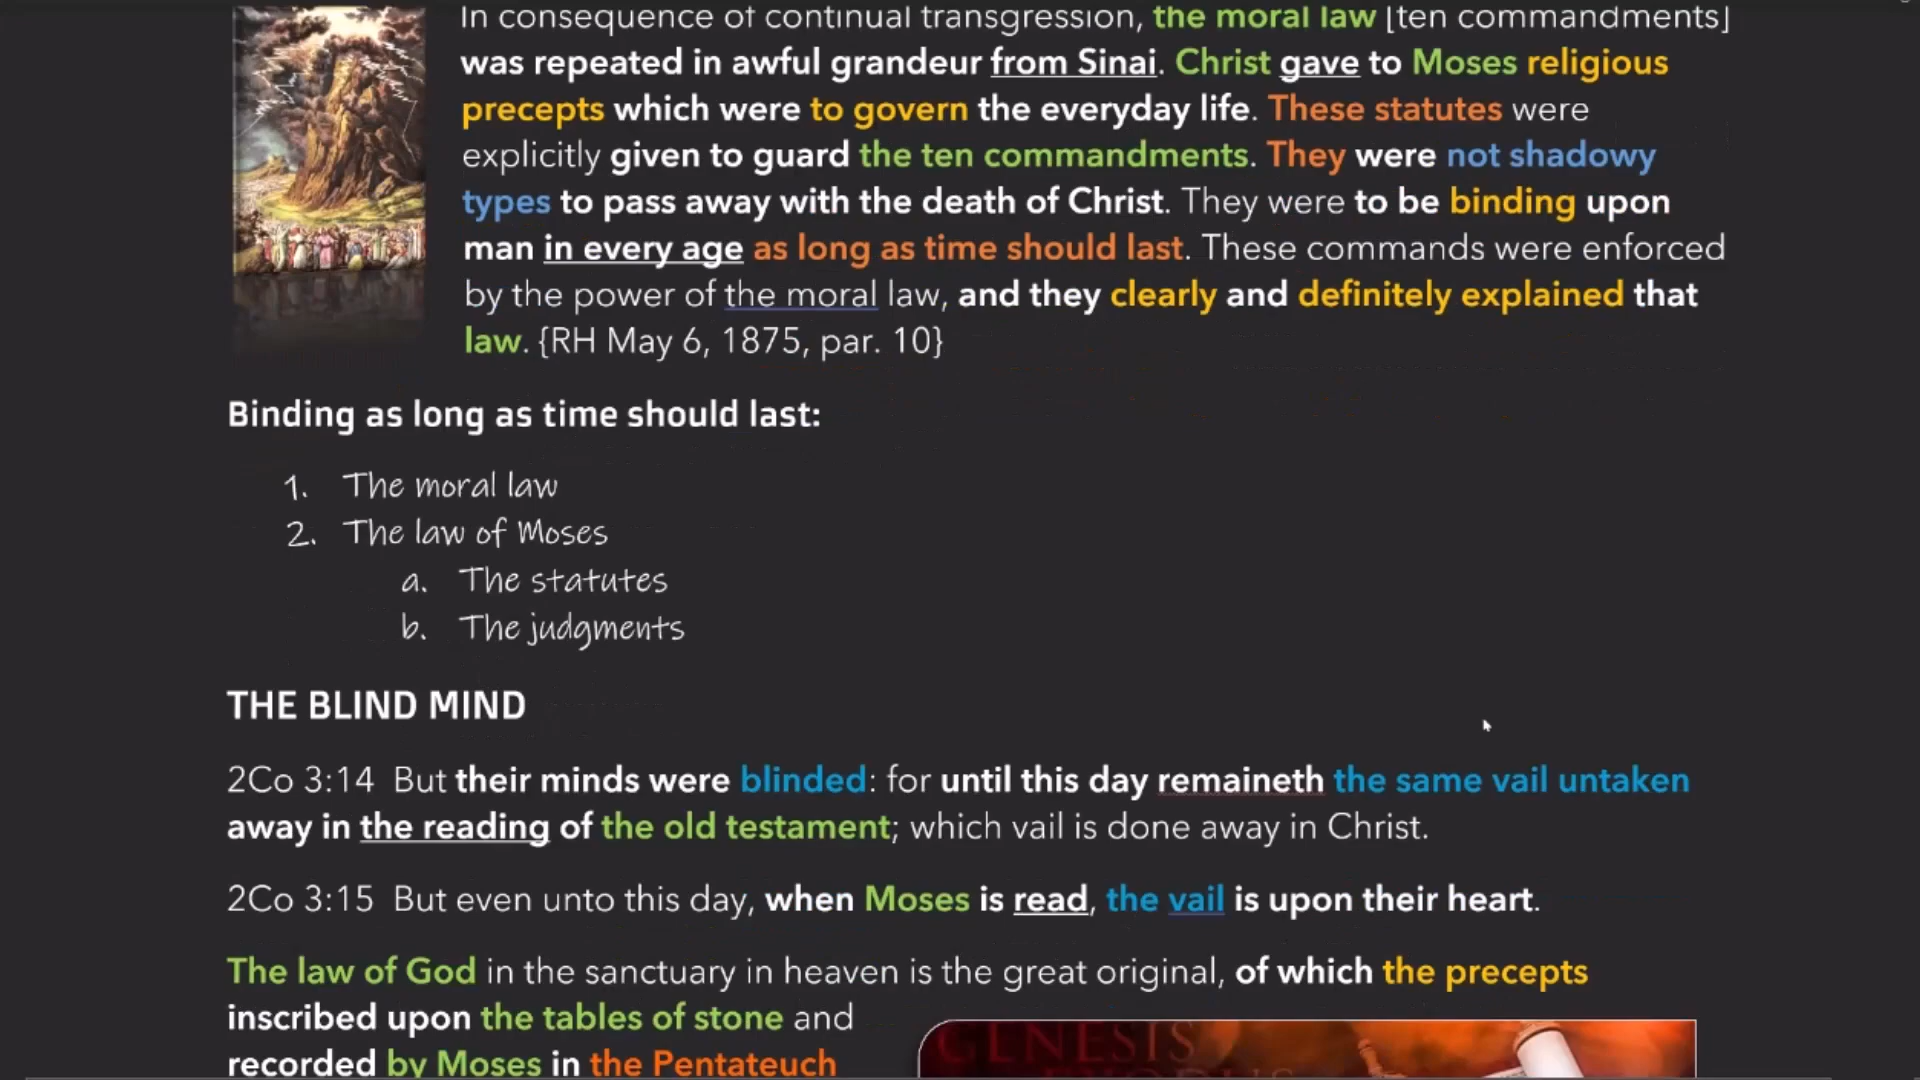 In consequence of continual transgression, the moral law [ten commandments]
was repeated in awful grandeur from Sinai. Christ gave to Moses religious
precepts which were to govern the everyday life. These statutes were
explicitly given to guard the ten commandments. They were not shadowy
types to pass away with the death of Christ. They were to be binding upon
man in every age as long as time should last. These commands were enforced
by the power of the moral law, and they clearly and definitely explained that
law. {RH May 6, 1875, par. 10}
Binding as long as time should last:
1. The moral law
2. The law of Moses
a. The statutes
b. The judgments
THE BLIND MIND
2Co 3:14 But their minds were blinded: for until this day remaineth the same vail untaken
away in the reading of the old testament; which vail is done away in Christ.
2Co 3:15 But even unto this day, when Moses is read, the vail is upon their heart.
The law of God in the sanctuary in heaven is the great original, of which the precepts
inscribed upon the tables of stone and
recorded by Moses in the Pentateuch
GENESIS
EXODUS